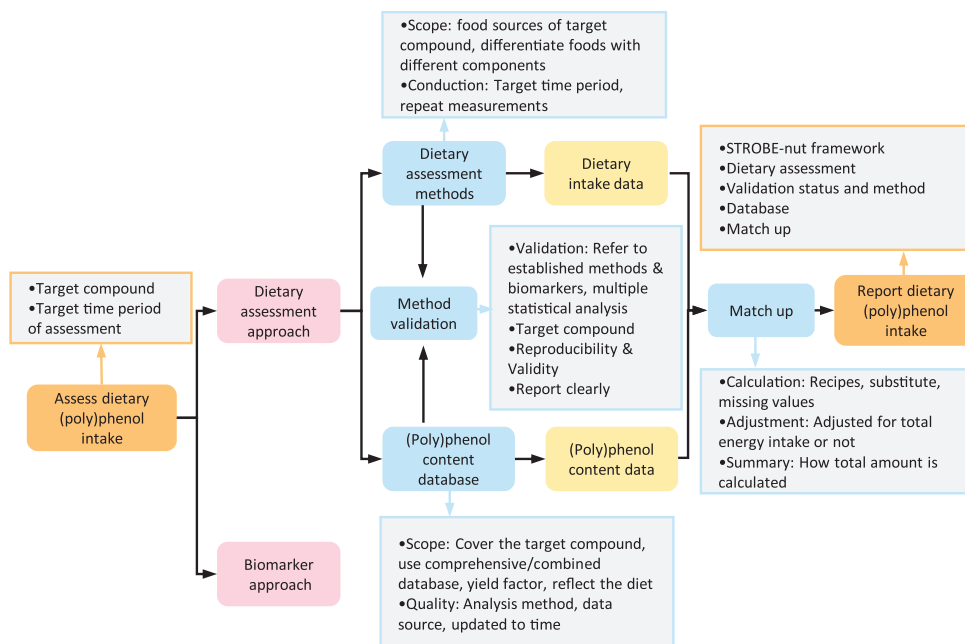 •Scope: food sources of target
compound, differentiate foods with
different components
•Conduction: Target time period,
repeat measurements
Dietary
assessment
methods
Dietary
intake data
•STROBE-nut framework
•Dietary assessment
•Validation status and method
•Database
•Match up
•Target compound
•Target time period
of assessment
Dietary
assessment
approach
Method
validation
•Validation: Refer to
established methods &
biomarkers, multiple
statistical analysis
•Target compound
•Reproducibility &
Validity
•Report clearly
Match up
Report dietary
(poly)phenol
intake
Assess dietary
(poly)phenol
intake
(Poly)phenol
content
database
(Poly)phenol
content data
•Calculation: Recipes, substitute,
missing values
•Adjustment: Adjusted for total
energy intake or not
•Summary: How total amount is
calculated
Biomarker
approach
•Scope: Cover the target compound,
use comprehensive/combined
database, yield factor, reflect the diet
•Quality: Analysis method, data
source, updated to time